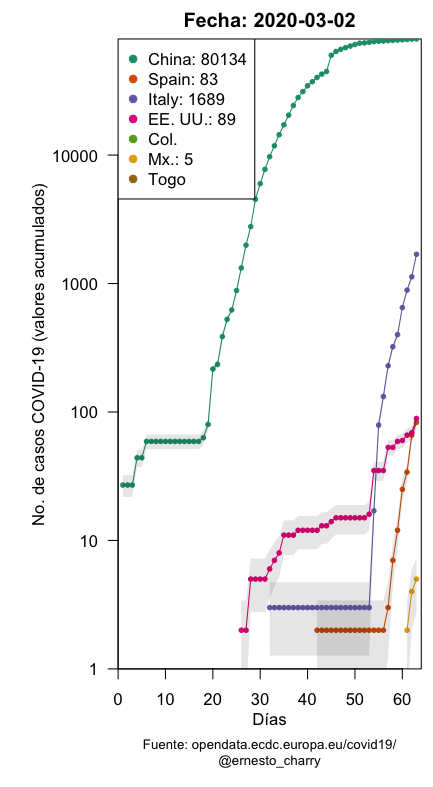 Fecha: 2020-03-02
China: 80134
Spain: 83
Italy: 1689
EE. UU.: 89
Col.
Mx.: 5
Togo
No. de casos COVID-19 (valores acumulados)
10000
1000
100
10
1
0 10 20 30 40 50 60
Días
Fuente: opendata.ecdc.europa.eu/covid19/
@ernesto_charry